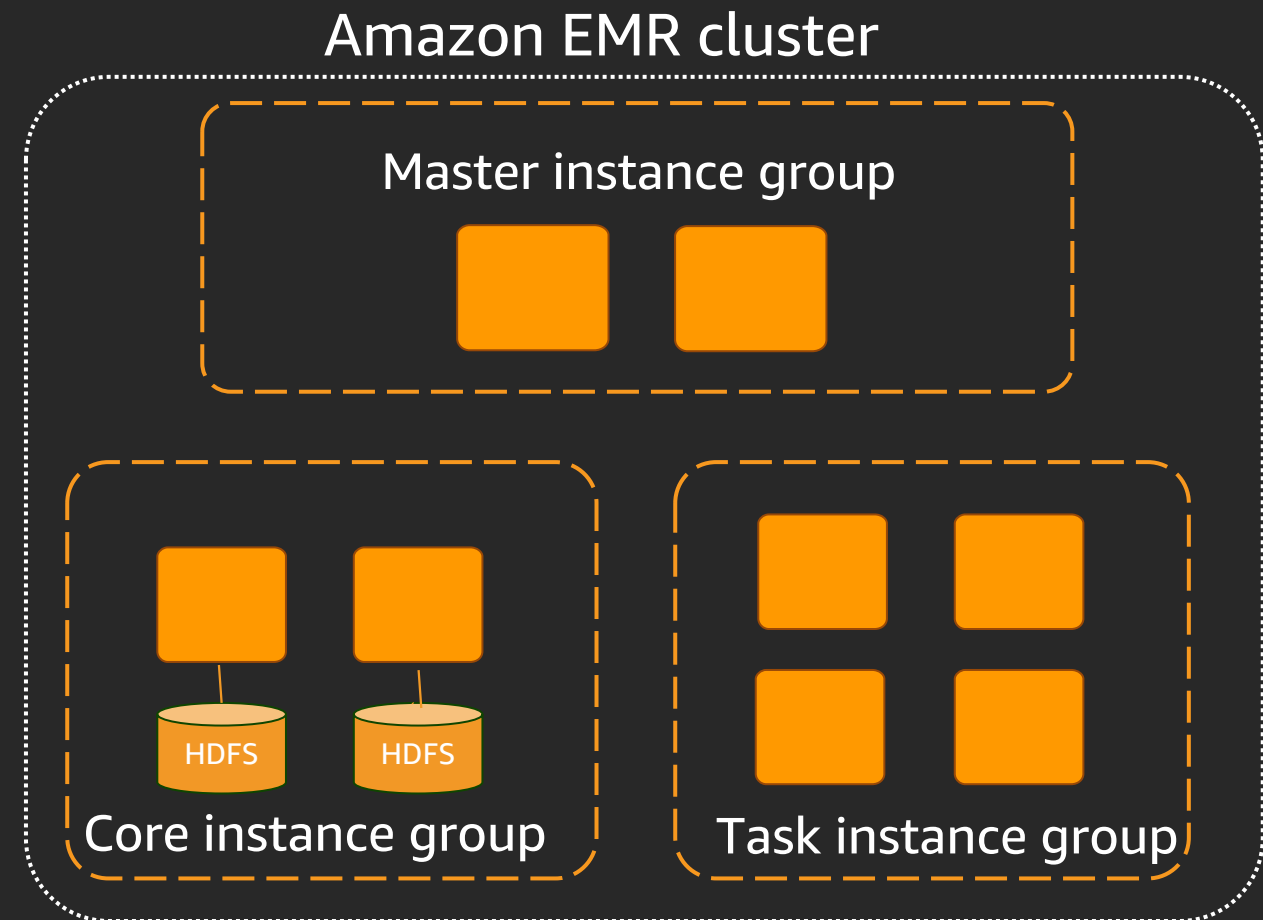 Amazon EMR cluster
Master instance group
HDFS
HDFS
Core instance group
Task instance group